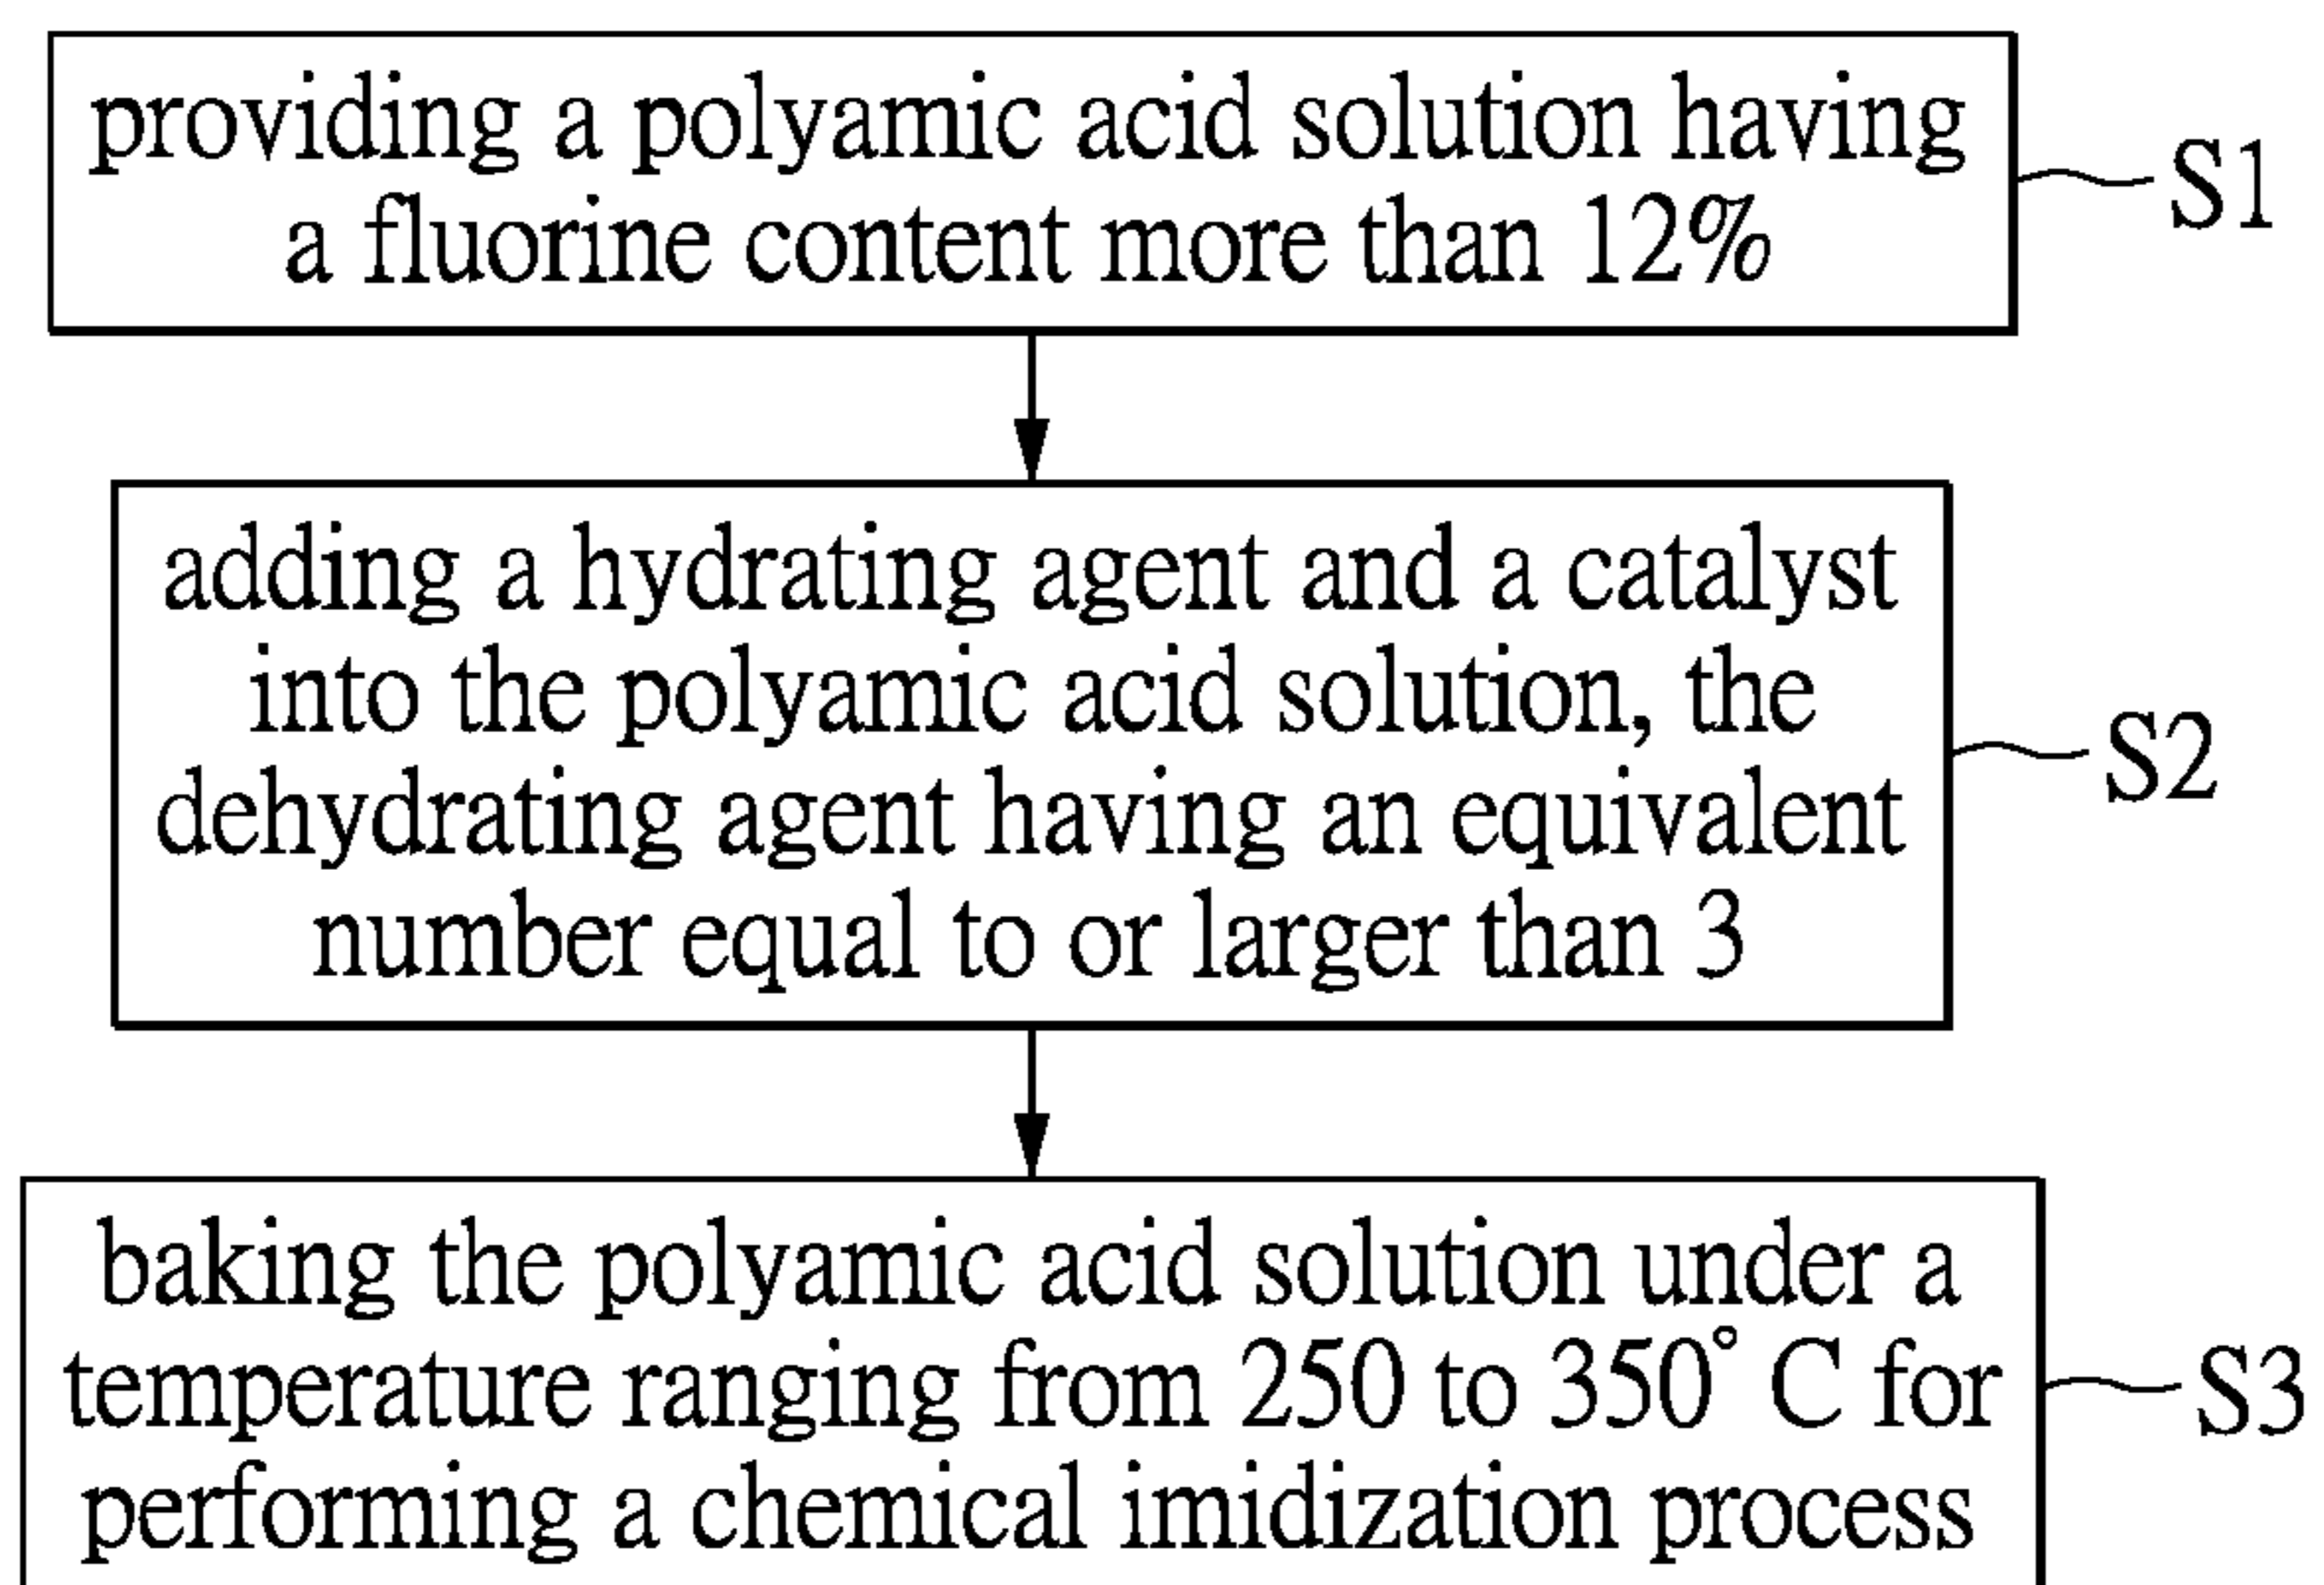 providing a polyamic acid solution having
a fluorine content more than 12%
S1
adding a hydrating agent and a catalyst
into the polyamic acid solution, the
dehydrating agent having an equivalent
number equal to or larger than 3
S2
baking the polyamic acid solution under a
temperature ranging from 250 to 350° C for
performing a chemical imidization process
S3